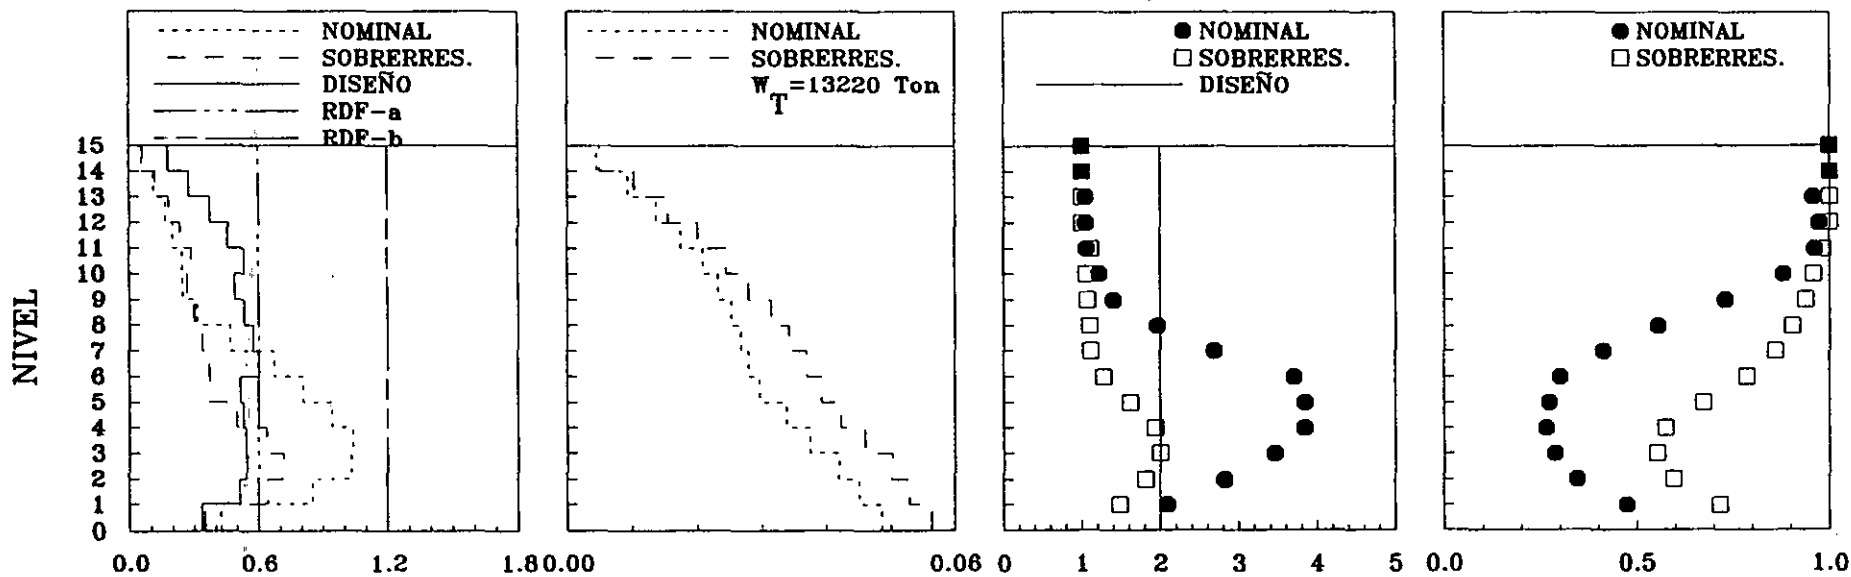 NOMINAL
SOBRERRES.
DISEÑO
RDF-a
RDF-b
NOMINAL
SOBRERRES.
W_T=13220 Ton
NOMINAL
SOBRERRES.
DISEÑO
NOMINAL
SOBRERRES.
NIVEL
15
14
13
12
11
10
9
8
7
6
5
4
3
2
1
0
0.0 0.6 1.2 1.8
0.00 0.06
0 1 2 3 4 5
0.0 0.5 1.0